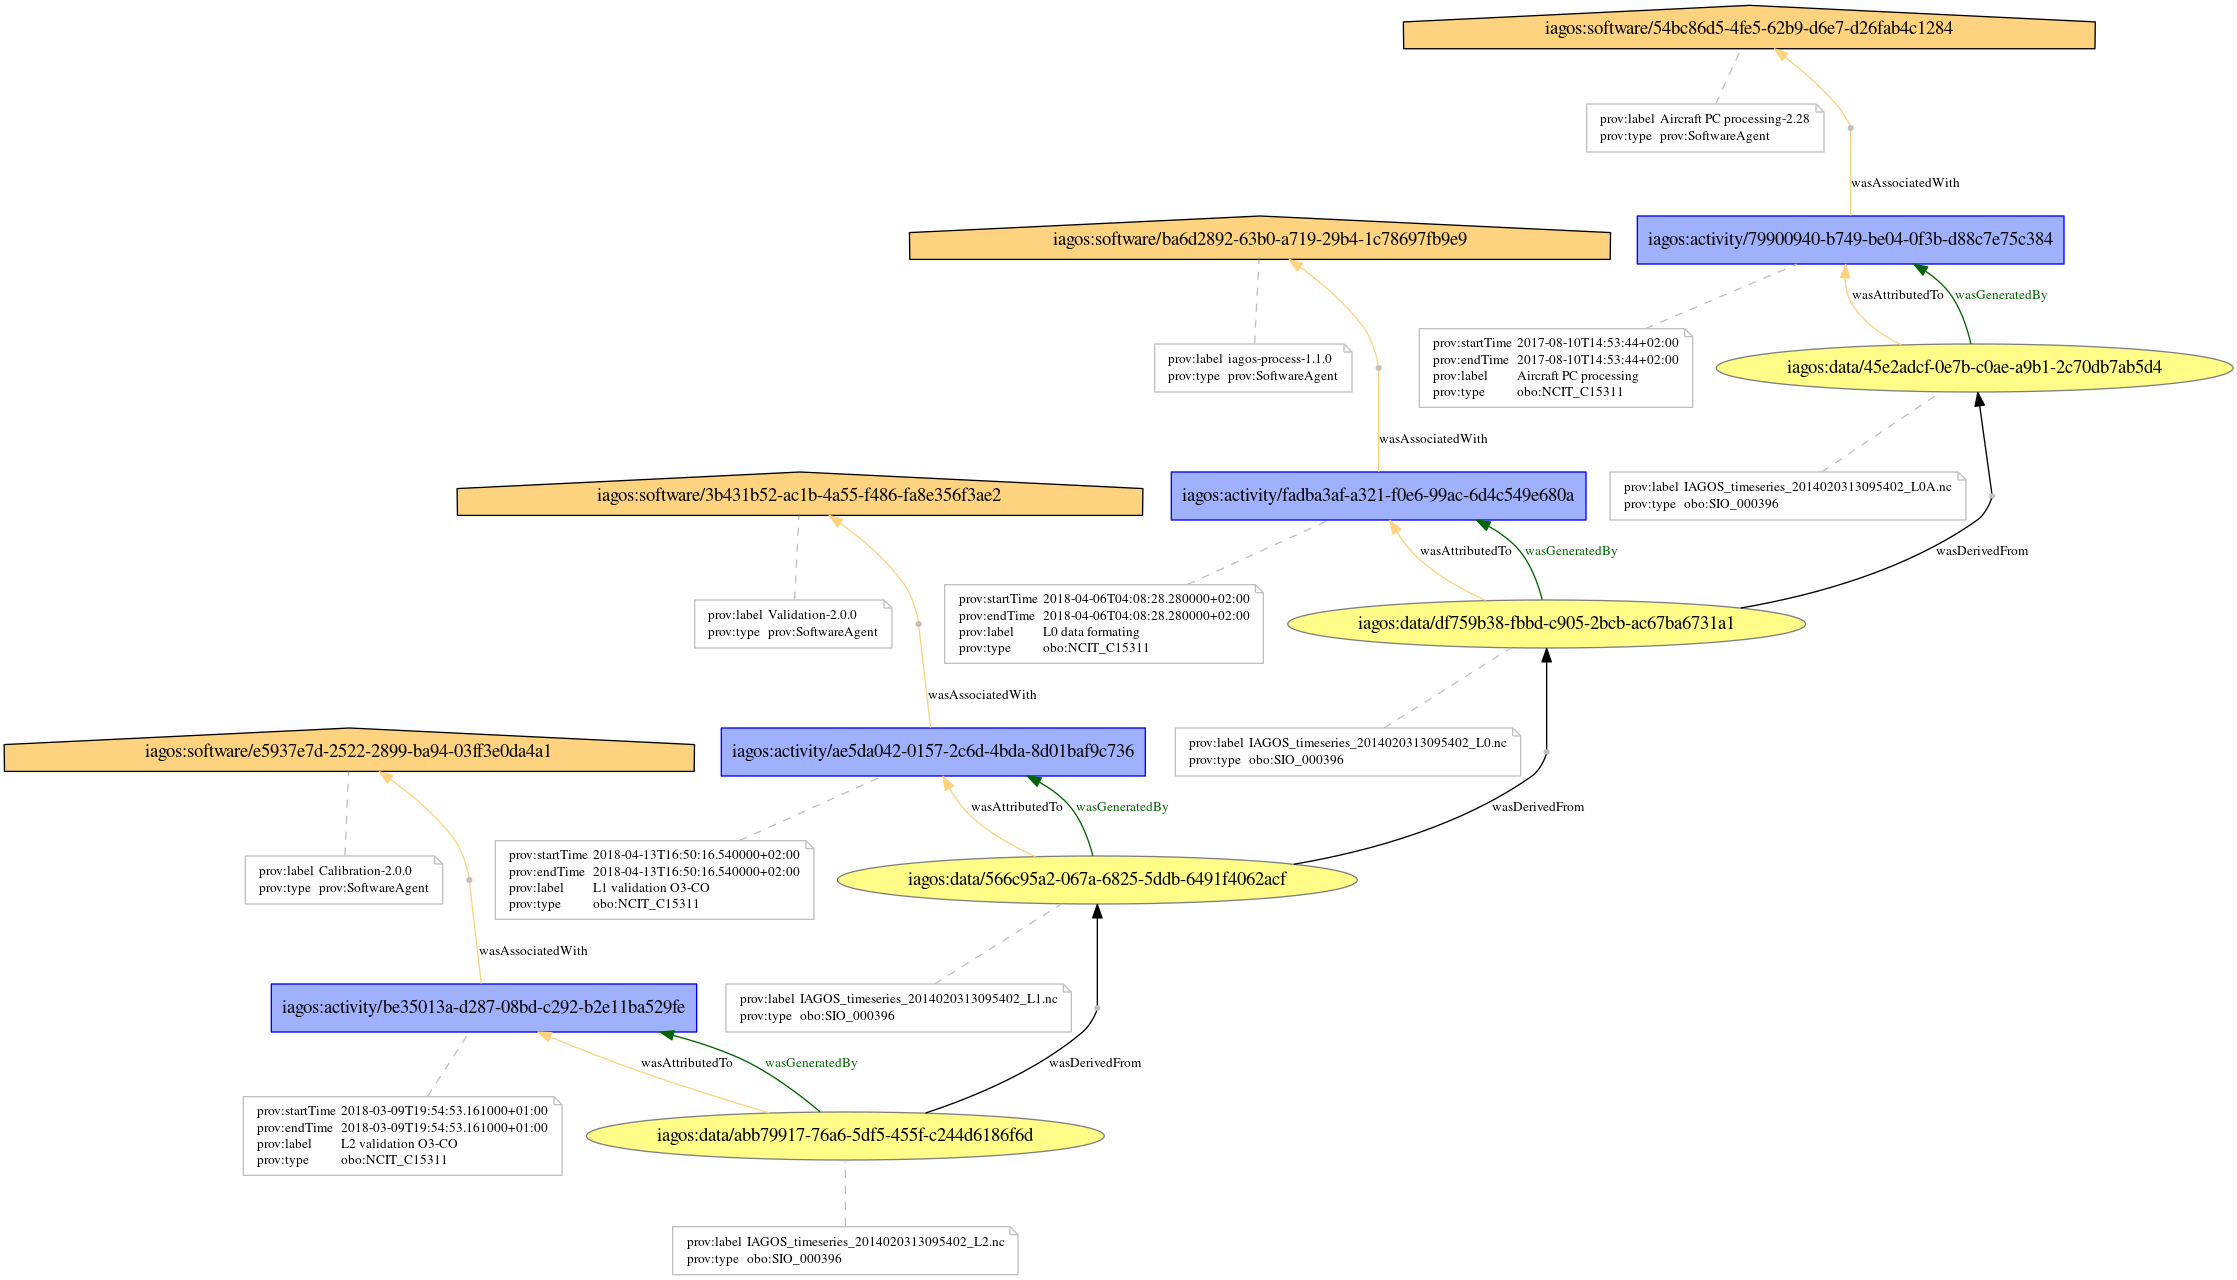 iagos:software/54bc86d5-4fe5-62b9-d6e7-d26fab4c1284
prov:label Aircraft PC processing-2.28
prov:type prov:SoftwareAgent
wasAssociatedWith
iagos:software/ba6d2892-63b0-a719-29b4-1c78697fb9e9
iagos:activity/79900940-b749-be04-0f3b-d88c7e75c384
wasAttributedTo
wasGeneratedBy
prov:label iagos-process-1.1.0
prov:type prov:SoftwareAgent
prov:startTime 2017-08-10T14:53:44+02:00
prov:endTime 2017-08-10T14:53:44+02:00
prov:label Aircraft PC processing
prov:type obo:NCIT_C15311
iagos:data/45e2adcf-0e7b-c0ae-a9b1-2c70db7ab5d4
wasAssociatedWith
iagos:software/3b431b52-ac1b-4a55-f486-fa8e356f3ae2
iagos:activity/fadba3af-a321-f0e6-99ac-6d4c549e680a
prov:label IAGOS_timeseries_2014020313095402_L0A.nc
prov:type obo:SIO_000396
wasAttributedTo
wasGeneratedBy
wasDerivedFrom
prov:label Validation-2.0.0
prov:type prov:SoftwareAgent
prov:startTime 2018-04-06T04:08:28.280000+02:00
prov:endTime 2018-04-06T04:08:28.280000+02:00
prov:label L0 data formating
prov:type obo:NCIT_C15311
iagos:data/df759b38-fbbd-c905-2bcb-ac67ba6731a1
wasAssociatedWith
iagos:software/e5937e7d-2522-2899-ba94-03ff3e0da4a1
iagos:activity/ae5da042-0157-2c6d-4bda-8d01baf9c736
prov:label IAGOS_timeseries_2014020313095402_L0.nc
prov:type obo:SIO_000396
wasAttributedTo
wasGeneratedBy
wasDerivedFrom
prov:label Calibration-2.0.0
prov:type prov:SoftwareAgent
prov:startTime 2018-04-13T16:50:16.540000+02:00
prov:endTime 2018-04-13T16:50:16.540000+02:00
prov:label L1 validation O3-CO
prov:type obo:NCIT_C15311
iagos:data/566c95a2-067a-6825-5ddb-6491f4062acf
wasAssociatedWith
iagos:activity/be35013a-d287-08bd-c292-b2e11ba529fe
prov:label IAGOS_timeseries_2014020313095402_L1.nc
prov:type obo:SIO_000396
wasAttributedTo
wasGeneratedBy
wasDerivedFrom
prov:startTime 2018-03-09T19:54:53.161000+01:00
prov:endTime 2018-03-09T19:54:53.161000+01:00
prov:label L2 validation O3-CO
prov:type obo:NCIT_C15311
iagos:data/abb79917-76a6-5df5-455f-c244d6186f6d
prov:label IAGOS_timeseries_2014020313095402_L2.nc
prov:type obo:SIO_000396